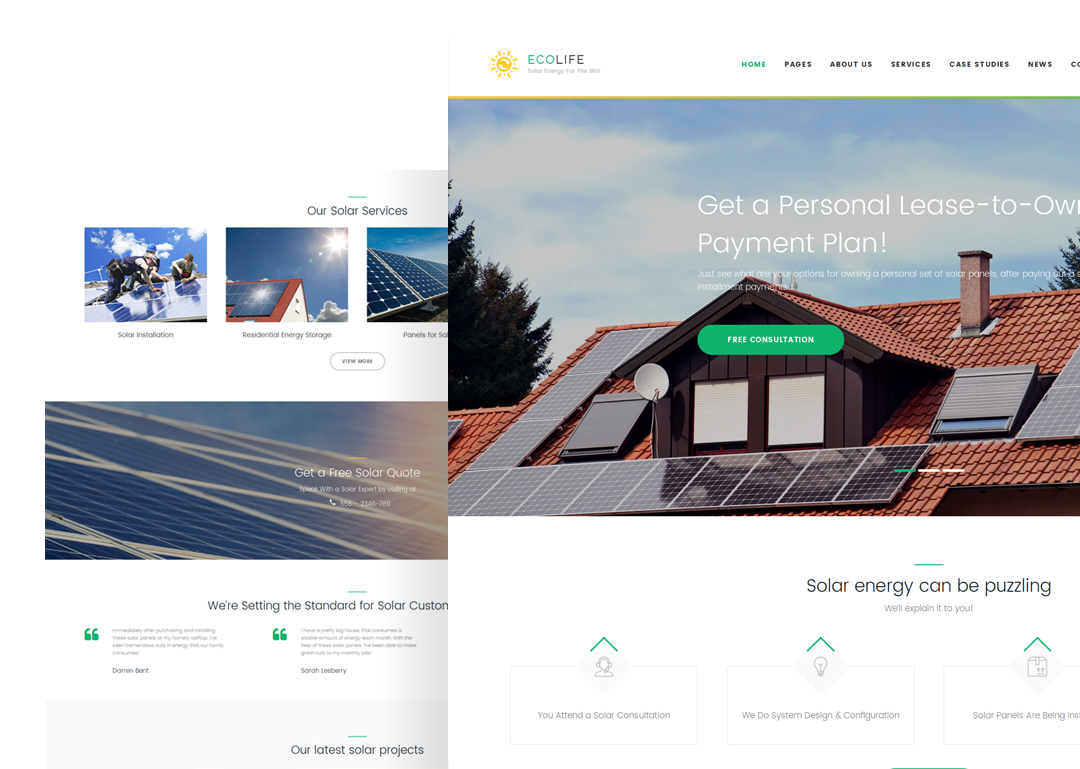 ECOLIFE
Solar Energy For The Win
HOME PAGES ABOUT US SERVICES CASE STUDIES NEWS CO
Get a Personal Lease-to-Own
Payment Plan!
Just see what are your options for owning a personal set of solar panels, after paying out a s
installment payments!
FREE CONSULTATION
Solar energy can be puzzling
We'll explain it to you!
You Attend a Solar Consultation
We Do System Design & Configuration
Solar Panels Are Being Inst
Our Solar Services
Solar Installation
Residential Energy Storage
Panels for Sal
VIEW MORE
Get a Free Solar Quote
Speak With a Solar Expert by calling at
555 - 2346-789
We're Setting the Standard for Solar Custom
Immediately after purchasing and installing
these solar panels at my home's rooftop, I've
seen tremendous cuts in energy that our family
consumes!
Darren Bent
I have a pretty big house, that consumes a
sizable amount of energy each month. With the
help of these solar panels, I've been able to make
great cuts to my monthly bills!
Sarah Lesberry
Our latest solar projects